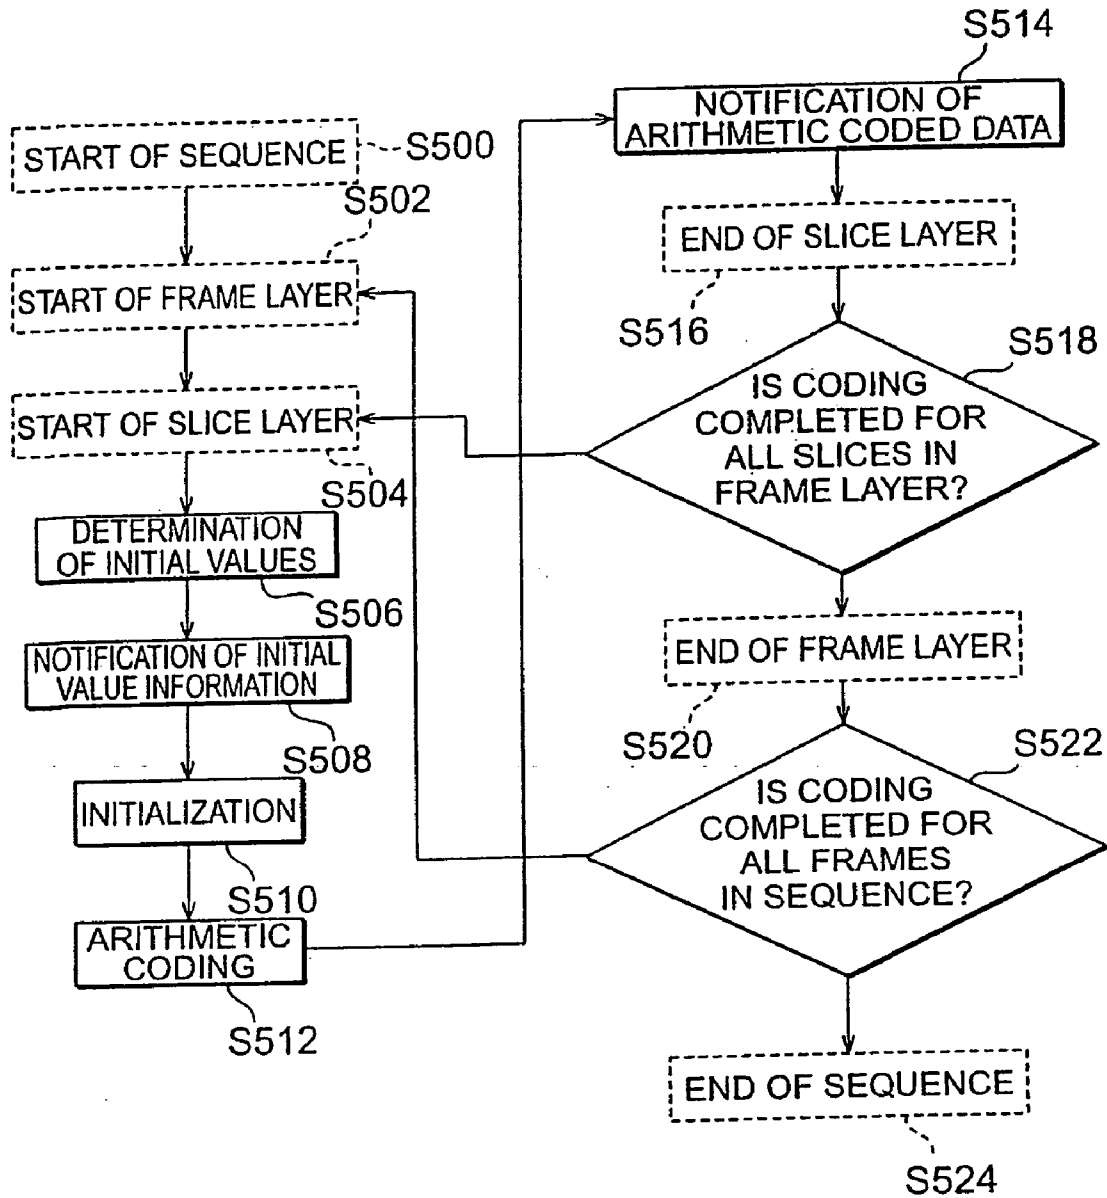 START OF SEQUENCE
S500
S502
START OF FRAME LAYER
START OF SLICE LAYER
S504
DETERMINATION
OF INITIAL VALUES
S506
NOTIFICATION OF INITIAL
VALUE INFORMATION
S508
INITIALIZATION
S510
ARITHMETIC
CODING
S512
S514
NOTIFICATION OF
ARITHMETIC CODED DATA
END OF SLICE LAYER
S516
S518
IS CODING
COMPLETED FOR
ALL SLICES IN
FRAME LAYER?
END OF FRAME LAYER
S520
S522
IS CODING
COMPLETED FOR
ALL FRAMES
IN SEQUENCE?
END OF SEQUENCE
S524